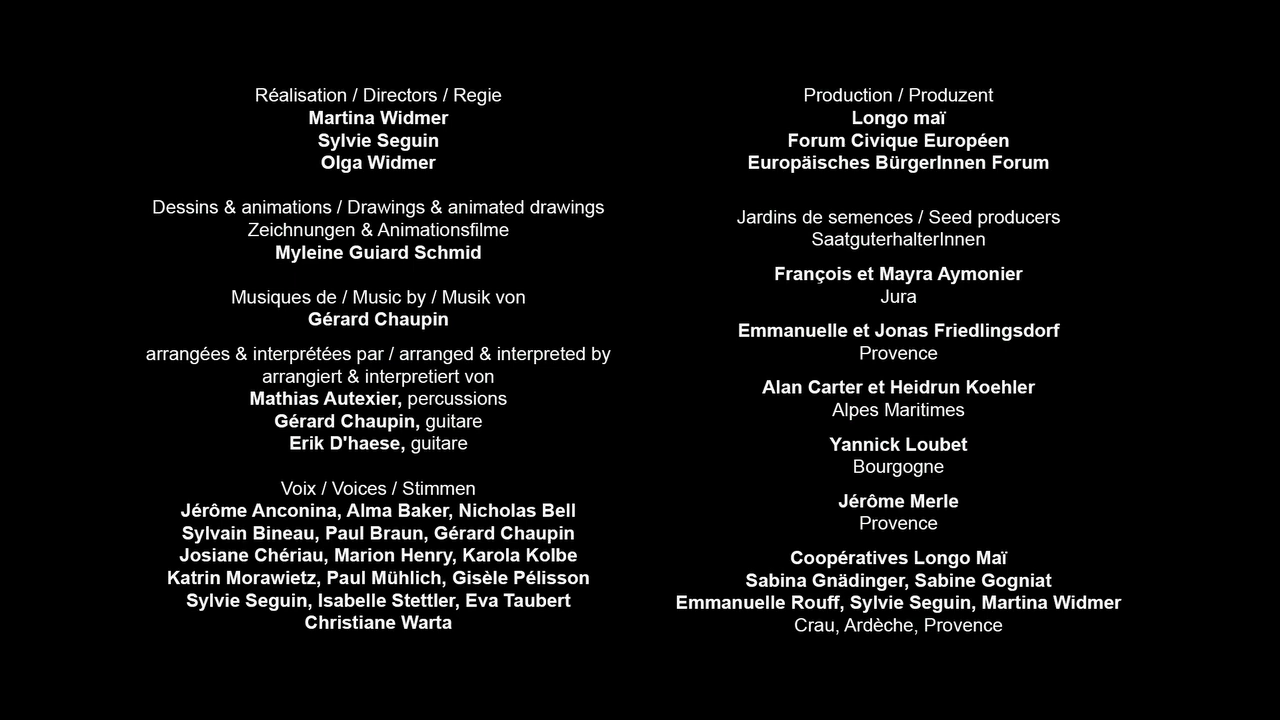 Réalisation / Directors / Regie
Martina Widmer
Sylvie Seguin
Olga Widmer
Dessins & animations / Drawings & animated drawings
Zeichnungen & Animationsfilme
Myleine Guiard Schmid
Musiques de / Music by / Musik von
Gérard Chaupin
arrangées & interprétées par / arranged & interpreted by
arrangiert & interpretiert von
Mathias Autexier, percussions
Gérard Chaupin, guitare
Erik D'haese, guitare
Voix / Voices / Stimmen
Jérôme Anconina, Alma Baker, Nicholas Bell
Sylvain Bineau, Paul Braun, Gérard Chaupin
Josiane Chériau, Marion Henry, Karola Kolbe
Katrin Morawietz, Paul Mühlich, Gisèle Pélisson
Sylvie Seguin, Isabelle Stettler, Eva Taubert
Christiane Warta
Production / Produzent
Longo maï
Forum Civique Européen
Europäisches BürgerInnen Forum
Jardins de semences / Seed producers
SaatguterhalterInnen
François et Mayra Aymonier
Jura
Emmanuelle et Jonas Friedlingsdorf
Provence
Alan Carter et Heidrun Koehler
Alpes Maritimes
Yannick Loubet
Bourgogne
Jérôme Merle
Provence
Coopératives Longo Maï
Sabina Gnädinger, Sabine Gogniat
Emmanuelle Rouff, Sylvie Seguin, Martina Widmer
Crau, Ardèche, Provence